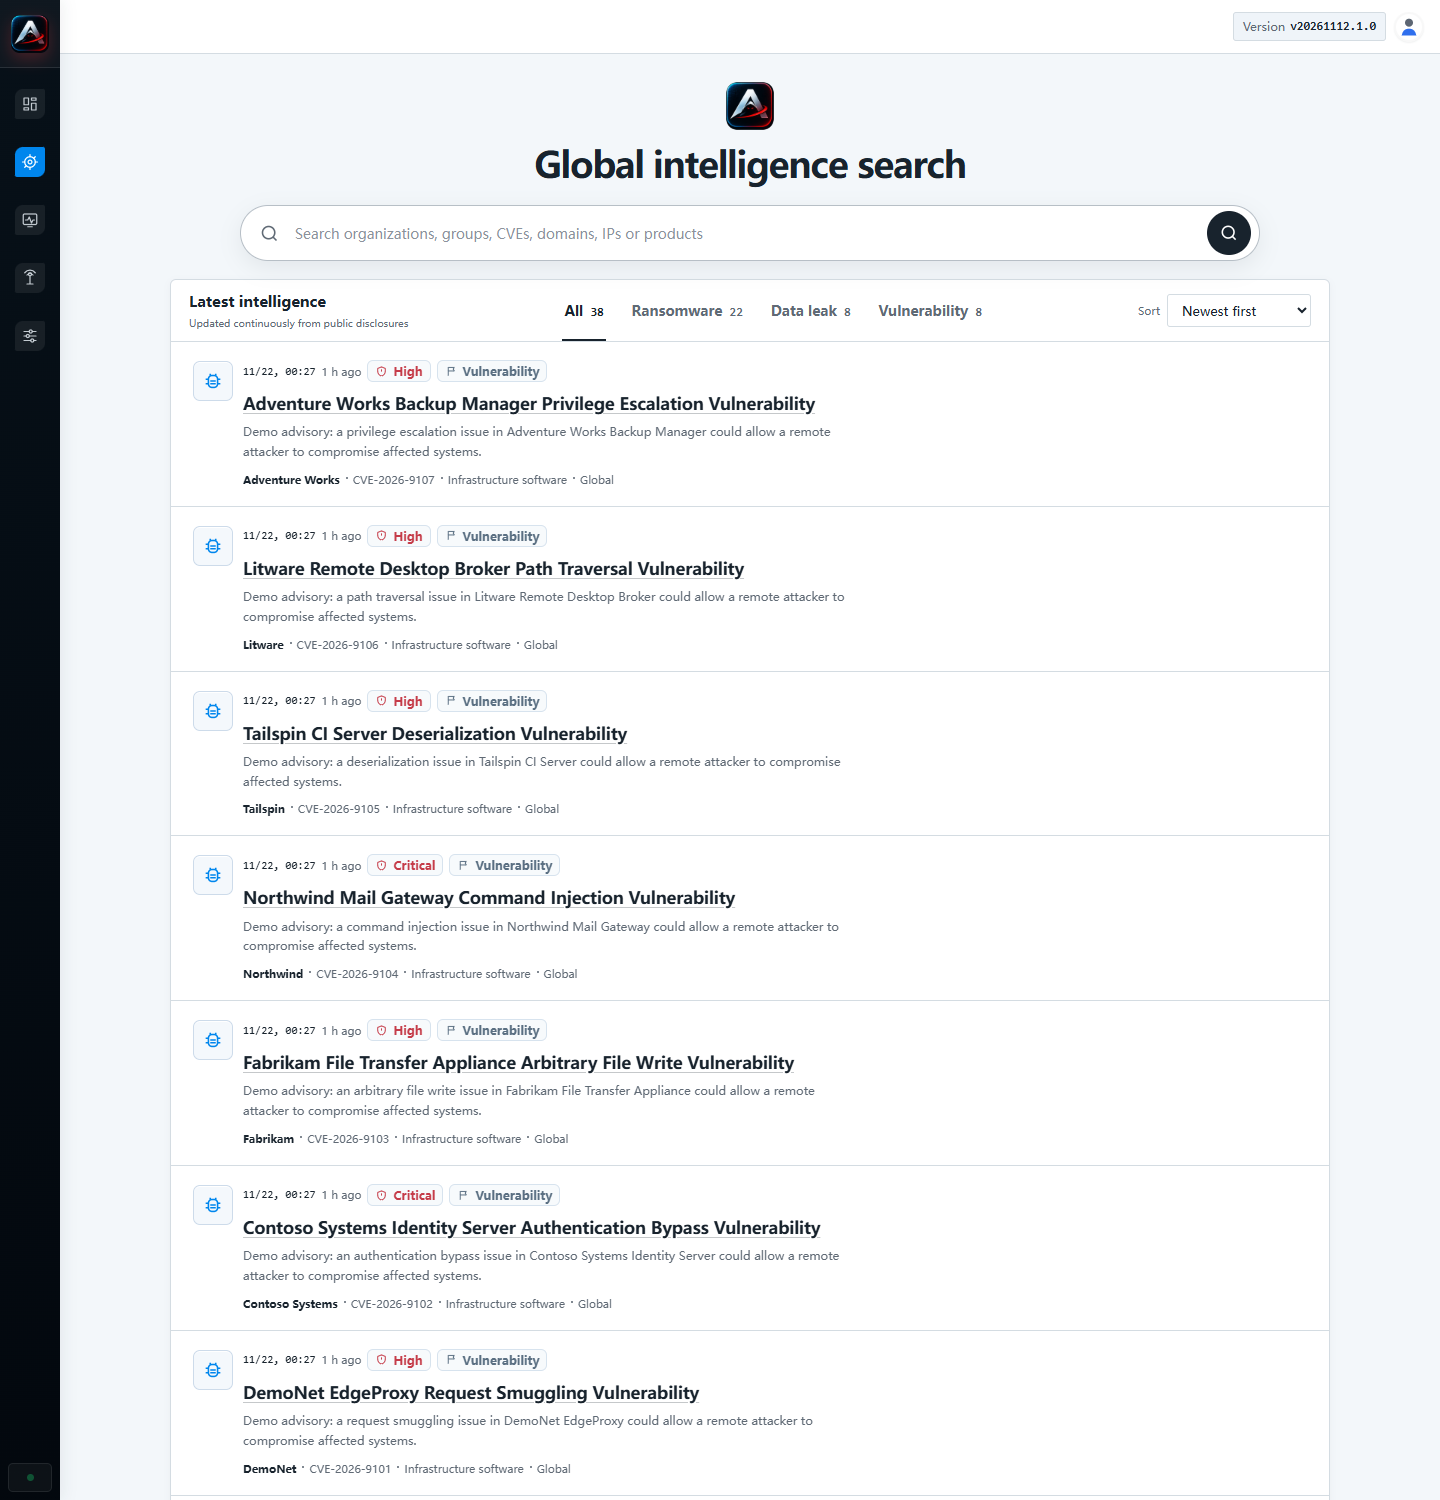 Version v20261112.1.0
Global intelligence search
Search organizations, groups, CVEs, domains, IPs or products
Latest intelligence
Updated continuously from public disclosures
All 38 Ransomware 22 Data leak 8 Vulnerability 8
Sort Newest first
11/22, 00:27 1 h ago High Vulnerability
Adventure Works Backup Manager Privilege Escalation Vulnerability
Demo advisory: a privilege escalation issue in Adventure Works Backup Manager could allow a remote
attacker to compromise affected systems.
Adventure Works · CVE-2026-9107 · Infrastructure software · Global
11/22, 00:27 1 h ago High Vulnerability
Litware Remote Desktop Broker Path Traversal Vulnerability
Demo advisory: a path traversal issue in Litware Remote Desktop Broker could allow a remote attacker to
compromise affected systems.
Litware · CVE-2026-9106 · Infrastructure software · Global
11/22, 00:27 1 h ago High Vulnerability
Tailspin CI Server Deserialization Vulnerability
Demo advisory: a deserialization issue in Tailspin CI Server could allow a remote attacker to compromise
affected systems.
Tailspin · CVE-2026-9105 · Infrastructure software · Global
11/22, 00:27 1 h ago Critical Vulnerability
Northwind Mail Gateway Command Injection Vulnerability
Demo advisory: a command injection issue in Northwind Mail Gateway could allow a remote attacker to
compromise affected systems.
Northwind · CVE-2026-9104 · Infrastructure software · Global
11/22, 00:27 1 h ago High Vulnerability
Fabrikam File Transfer Appliance Arbitrary File Write Vulnerability
Demo advisory: an arbitrary file write issue in Fabrikam File Transfer Appliance could allow a remote
attacker to compromise affected systems.
Fabrikam · CVE-2026-9103 · Infrastructure software · Global
11/22, 00:27 1 h ago Critical Vulnerability
Contoso Systems Identity Server Authentication Bypass Vulnerability
Demo advisory: an authentication bypass issue in Contoso Systems Identity Server could allow a remote
attacker to compromise affected systems.
Contoso Systems · CVE-2026-9102 · Infrastructure software · Global
11/22, 00:27 1 h ago High Vulnerability
DemoNet EdgeProxy Request Smuggling Vulnerability
Demo advisory: a request smuggling issue in DemoNet EdgeProxy could allow a remote attacker to
compromise affected systems.
DemoNet · CVE-2026-9101 · Infrastructure software · Global